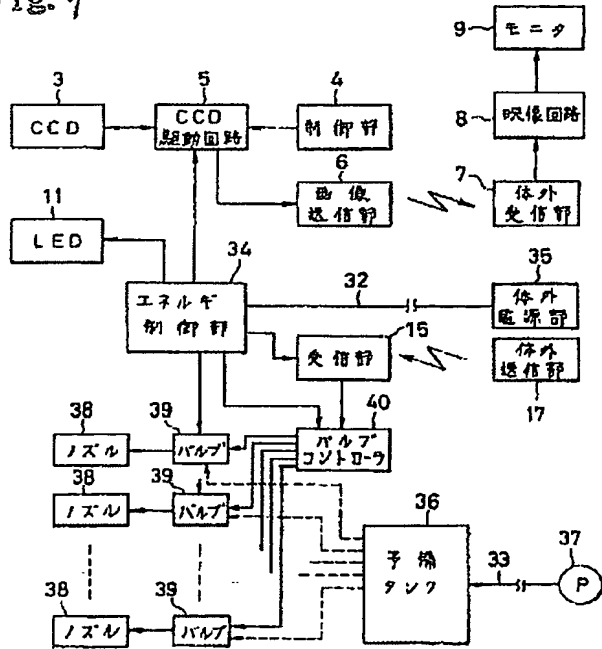 Fig. 9
9
モニタ
3
5
4
CCD
CCD
駆動回路
制御部
8
映像回路
6
画像
送信部
7
体外
受信部
11
LED
34
エネルギ
制御部
32
35
体外
電源部
15
受信部
体外
送信部
17
38
39
40
ノズル
バルブ
バルブ
コントローラ
38
39
ノズル
バルブ
36
37
予備
タンク
33
P
38
39
ノズル
バルブ